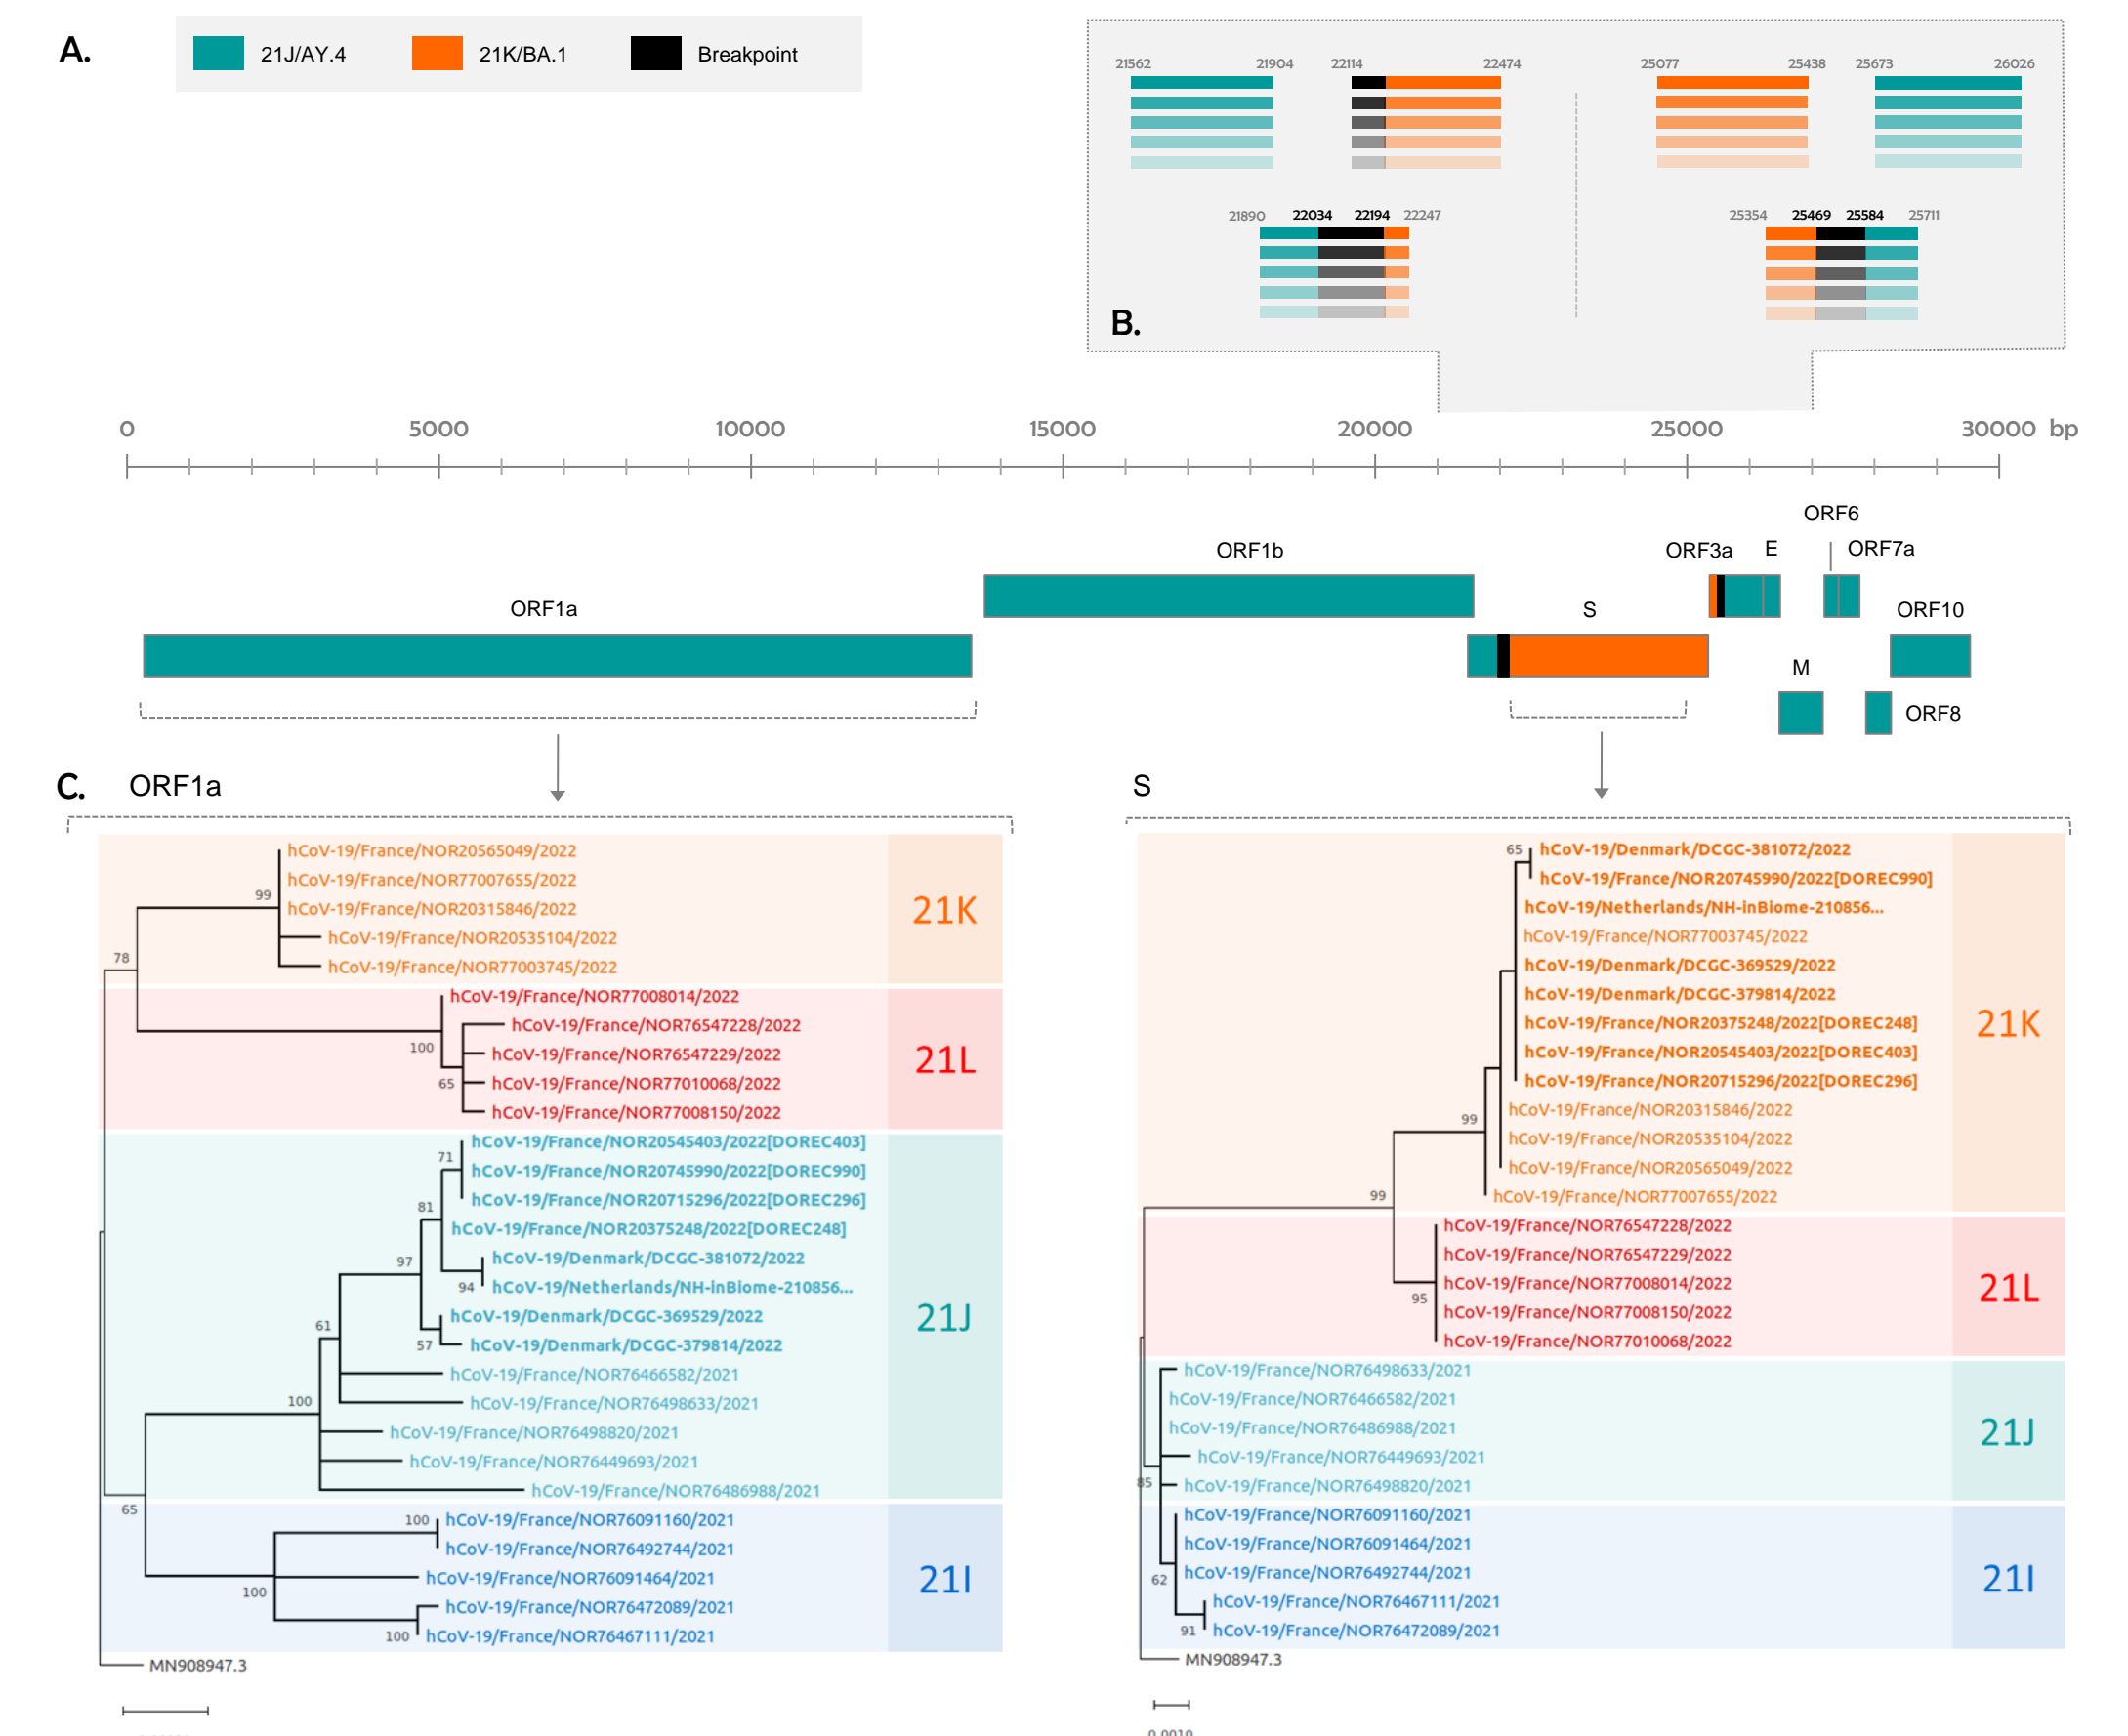 A.
21J/AY.4
21K/BA.1
Breakpoint
21562
21904
22114
22474
25077
25438
25673
26026
21890
22034
22194
22247
25354
25469
25584
25711
B.
0
5000
10000
15000
20000
25000
30000 bp
ORF6
ORF1b
ORF3a
E
ORF7a
ORF1a
S
ORF10
M
ORF8
C.
ORF1a
hCoV-19/France/NOR20565049/2022
hCoV-19/France/NOR77007655/2022
99
hCoV-19/France/NOR20315846/2022
21K
hCoV-19/France/NOR20535104/2022
78
hCoV-19/France/NOR77003745/2022
hCoV-19/France/NOR77008014/2022
hCoV-19/France/NOR76547228/2022
100
hCoV-19/France/NOR76547229/2022
21L
65
hCoV-19/France/NOR77010068/2022
hCoV-19/France/NOR77008150/2022
hCoV-19/France/NOR20545403/2022[DOREC403]
71
hCoV-19/France/NOR20745990/2022[DOREC990]
hCoV-19/France/NOR20715296/2022[DOREC296]
81
hCoV-19/France/NOR20375248/2022[DOREC248]
97
hCoV-19/Denmark/DCGC-381072/2022
94
hCoV-19/Netherlands/NH-inBiome-210856...
hCoV-19/Denmark/DCGC-369529/2022
21J
61
57
hCoV-19/Denmark/DCGC-379814/2022
hCoV-19/France/NOR76466582/2021
100
hCoV-19/France/NOR76498633/2021
hCoV-19/France/NOR76498820/2021
hCoV-19/France/NOR76449693/2021
hCoV-19/France/NOR76486988/2021
65
100
hCoV-19/France/NOR76091160/2021
hCoV-19/France/NOR76492744/2021
100
hCoV-19/France/NOR76091464/2021
21I
hCoV-19/France/NOR76472089/2021
100
hCoV-19/France/NOR76467111/2021
MN908947.3
S
65
hCoV-19/Denmark/DCGC-381072/2022
hCoV-19/France/NOR20745990/2022[DOREC990]
hCoV-19/Netherlands/NH-inBiome-210856...
hCoV-19/France/NOR77003745/2022
hCoV-19/Denmark/DCGC-369529/2022
hCoV-19/Denmark/DCGC-379814/2022
hCoV-19/France/NOR20375248/2022[DOREC248]
21K
hCoV-19/France/NOR20545403/2022[DOREC403]
hCoV-19/France/NOR20715296/2022[DOREC296]
99
hCoV-19/France/NOR20315846/2022
hCoV-19/France/NOR20535104/2022
hCoV-19/France/NOR20565049/2022
99
hCoV-19/France/NOR77007655/2022
hCoV-19/France/NOR76547228/2022
hCoV-19/France/NOR76547229/2022
95
hCoV-19/France/NOR77008014/2022
21L
hCoV-19/France/NOR77008150/2022
hCoV-19/France/NOR77010068/2022
hCoV-19/France/NOR76498633/2021
hCoV-19/France/NOR76466582/2021
hCoV-19/France/NOR76486988/2021
21J
hCoV-19/France/NOR76449693/2021
85
hCoV-19/France/NOR76498820/2021
hCoV-19/France/NOR76091160/2021
hCoV-19/France/NOR76091464/2021
62
hCoV-19/France/NOR76492744/2021
21I
hCoV-19/France/NOR76467111/2021
91
hCoV-19/France/NOR76472089/2021
MN908947.3
0.0010